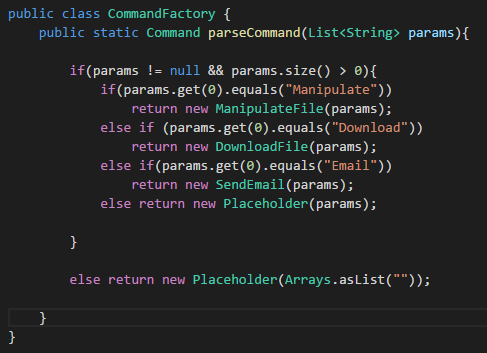 public class CommandFactory {
    public static Command parseCommand(List<String> params){
        if(params != null && params.size() > 0){
            if(params.get(0).equals("Manipulate"))
                return new ManipulateFile(params);
            else if (params.get(0).equals("Download"))
                return new DownloadFile(params);
            else if(params.get(0).equals("Email"))
                return new SendEmail(params);
            else return new Placeholder(params);
        }
        else return new Placeholder(Arrays.asList(""));
    }
}